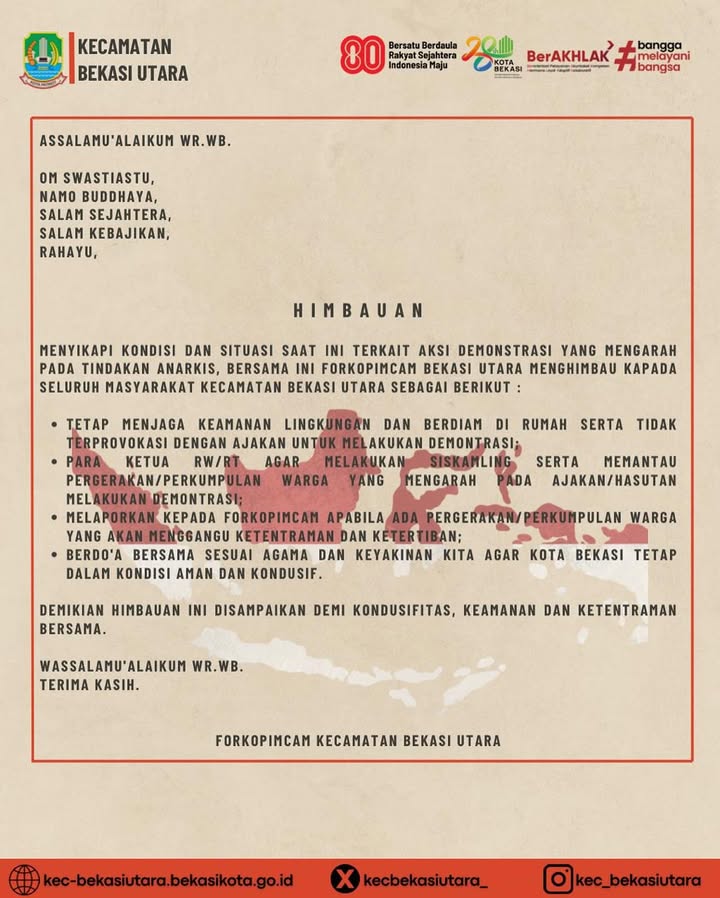 KECAMATAN
BEKASI UTARA
80
Bersatu Berdaula
Rakyat Sejahtera
Indonesia Maju
28
KOTA
BEKASI
BerAKHLAK
#bangga
melayani
bangsa
ASSALAMU'ALAIKUM WR.WB.
OM SWASTIASTU,
NAMO BUDDHAYA,
SALAM SEJAHTERA,
SALAM KEBAJIKAN,
RAHAYU,
HIMBAUAN
MENYIKAPI KONDISI DAN SITUASI SAAT INI TERKAIT AKSI DEMONSTRASI YANG MENGARAH
PADA TINDAKAN ANARKIS, BERSAMA INI FORKOPIMCAM BEKASI UTARA MENGHIMBAU KAPADA
SELURUH MASYARAKAT KECAMATAN BEKASI UTARA SEBAGAI BERIKUT :
• TETAP MENJAGA KEAMANAN LINGKUNGAN DAN BERDIAM DI RUMAH SERTA TIDAK
TERPROVOKASI DENGAN AJAKAN UNTUK MELAKUKAN DEMONTRASI;
• PARA KETUA RW/RT AGAR MELAKUKAN SISKAMLING SERTA MEMANTAU
PERGERAKAN/PERKUMPULAN WARGA YANG MENGARAH PADA AJAKAN/HASUTAN
MELAKUKAN DEMONTRASI;
• MELAPORKAN KEPADA FORKOPIMCAM APABILA ADA PERGERAKAN/PERKUMPULAN WARGA
YANG AKAN MENGGANGU KETENTRAMAN DAN KETERTIBAN;
• BERDO'A BERSAMA SESUAI AGAMA DAN KEYAKINAN KITA AGAR KOTA BEKASI TETAP
DALAM KONDISI AMAN DAN KONDUSIF.
DEMIKIAN HIMBAUAN INI DISAMPAIKAN DEMI KONDUSIFITAS, KEAMANAN DAN KETENTRAMAN
BERSAMA.
WASSALAMU'ALAIKUM WR.WB.
TERIMA KASIH.
FORKOPIMCAM KECAMATAN BEKASI UTARA
kec-bekasiutara.bekasikota.go.id
kecbekasiutara_
kec_bekasiutara